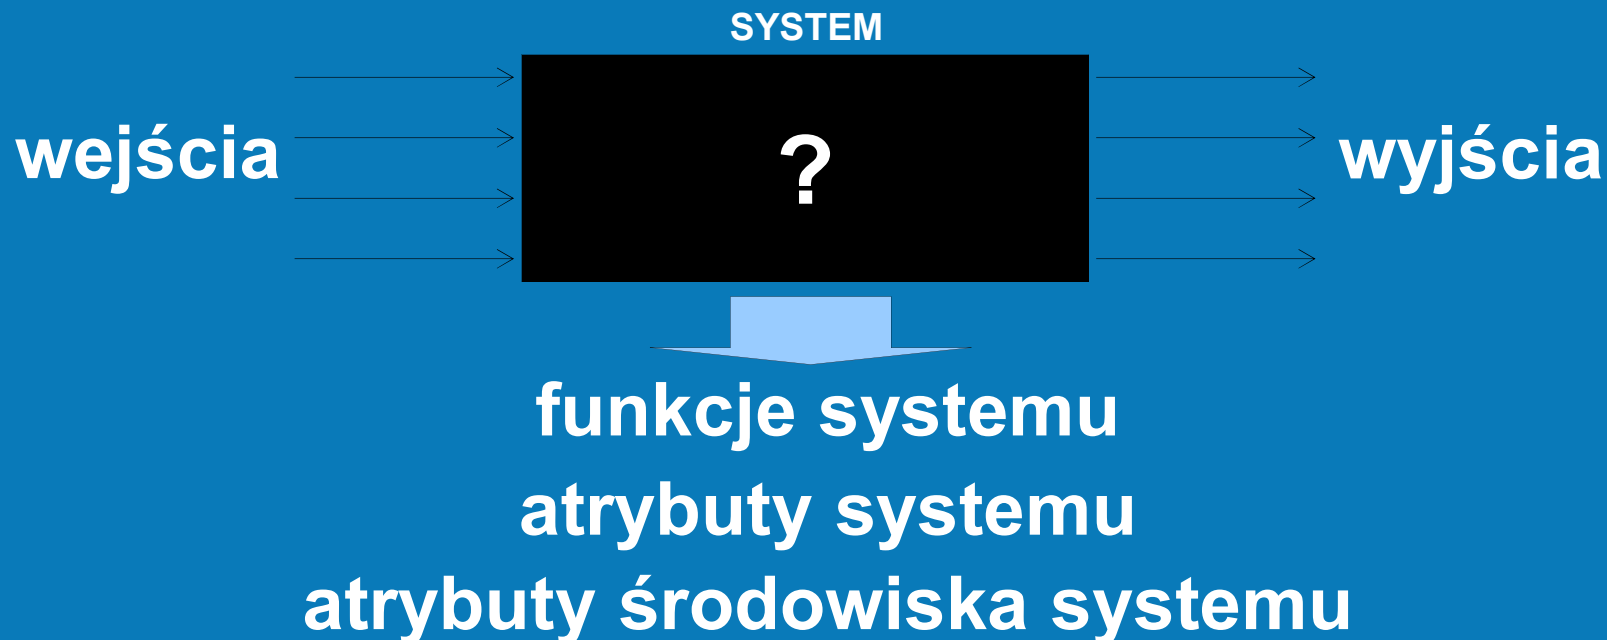 SYSTEM
wejścia
?
wyjścia
funkcje systemu
atrybuty systemu
atrybuty środowiska systemu